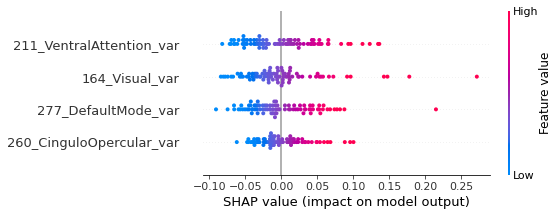 High
211_VentralAttention_var
164_Visual_var
277_DefaultMode_var
260_CinguloOpercular_var
Feature value
Low
−0.10 −0.05 0.00 0.05 0.10 0.15 0.20 0.25
SHAP value (impact on model output)